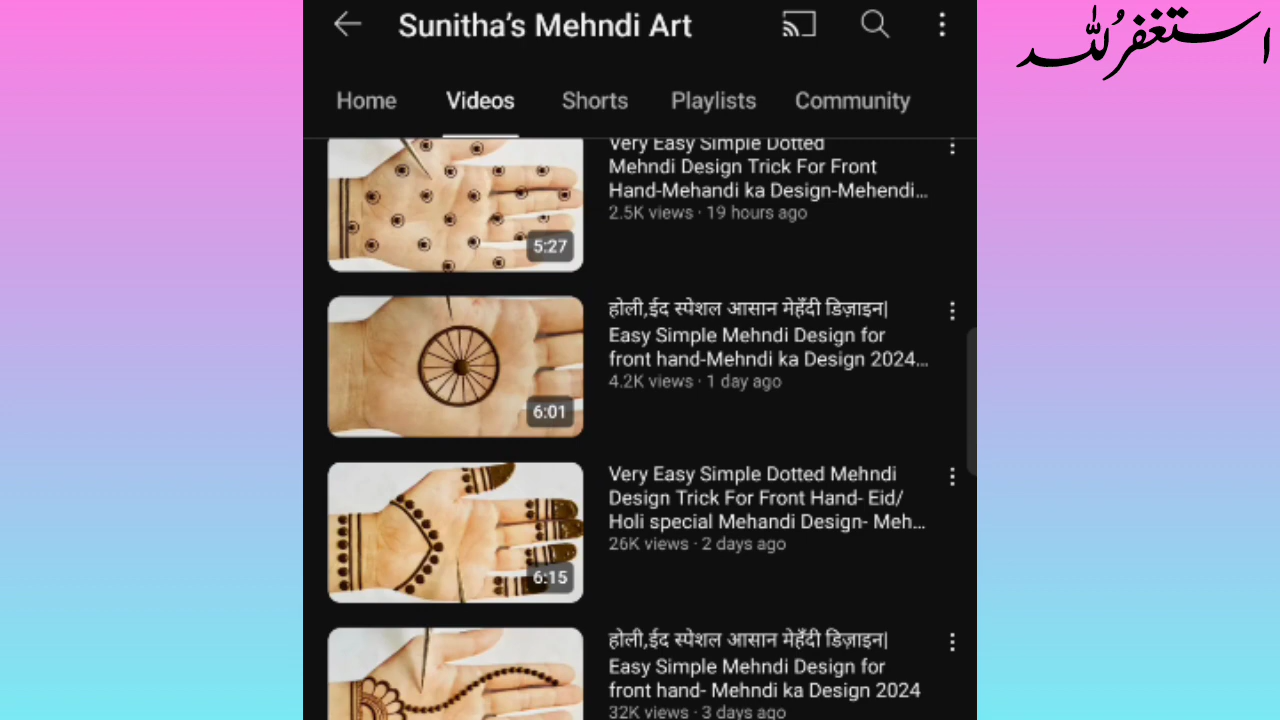 Sunitha's Mehndi Art
استغفرُللہ
Home Videos Shorts Playlists Community
Very Easy Simple Dotted
Mehndi Design Trick For Front
Hand-Mehandi ka Design-Mehendi...
2.5K views · 19 hours ago
5:27
होली,ईद स्पेशल आसान मेहँदी डिज़ाइन|
Easy Simple Mehndi Design for
front hand-Mehndi ka Design 2024...
4.2K views · 1 day ago
6:01
Very Easy Simple Dotted Mehndi
Design Trick For Front Hand- Eid/
Holi special Mehandi Design- Meh...
26K views · 2 days ago
6:15
होली,ईद स्पेशल आसान मेहँदी डिज़ाइन|
Easy Simple Mehndi Design for
front hand- Mehndi ka Design 2024
32K views · 3 days ago